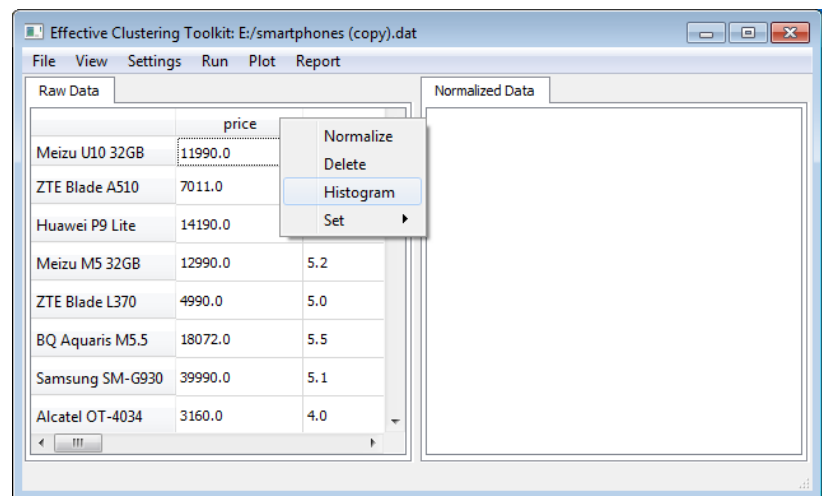 Effective Clustering Toolkit: E:/smartphones (copy).dat
File View Settings Run Plot Report
Raw Data
Normalized Data
price
Normalize
Delete
Histogram
Set
Meizu U10 32GB 11990.0
ZTE Blade A510 7011.0
Huawei P9 Lite 14190.0
Meizu M5 32GB 12990.0 5.2
ZTE Blade L370 4990.0 5.0
BQ Aquaris M5.5 18072.0 5.5
Samsung SM-G930 39990.0 5.1
Alcatel OT-4034 3160.0 4.0